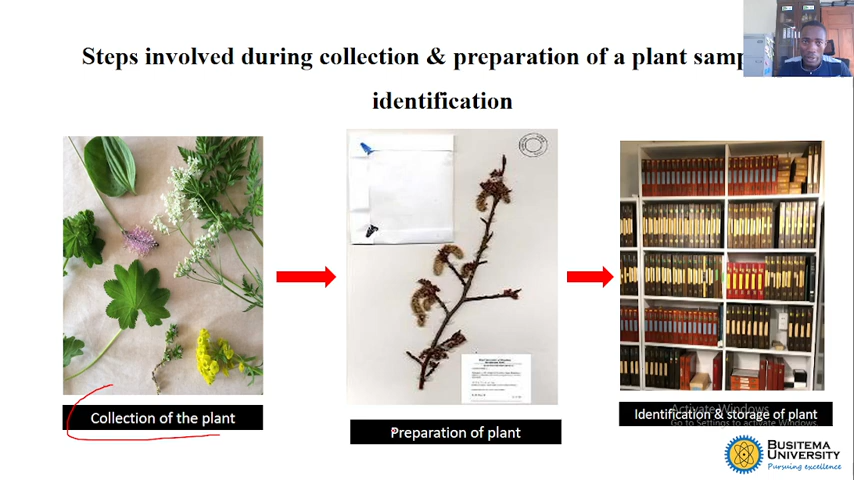 Steps involved during collection & preparation of a plant samp
identification
Collection of the plant
Preparation of plant
Identification & storage of plant
Activate Windows
Go to Settings to activate Windows.
BUSITEMA
UNIVERSITY
Pursuing excellence